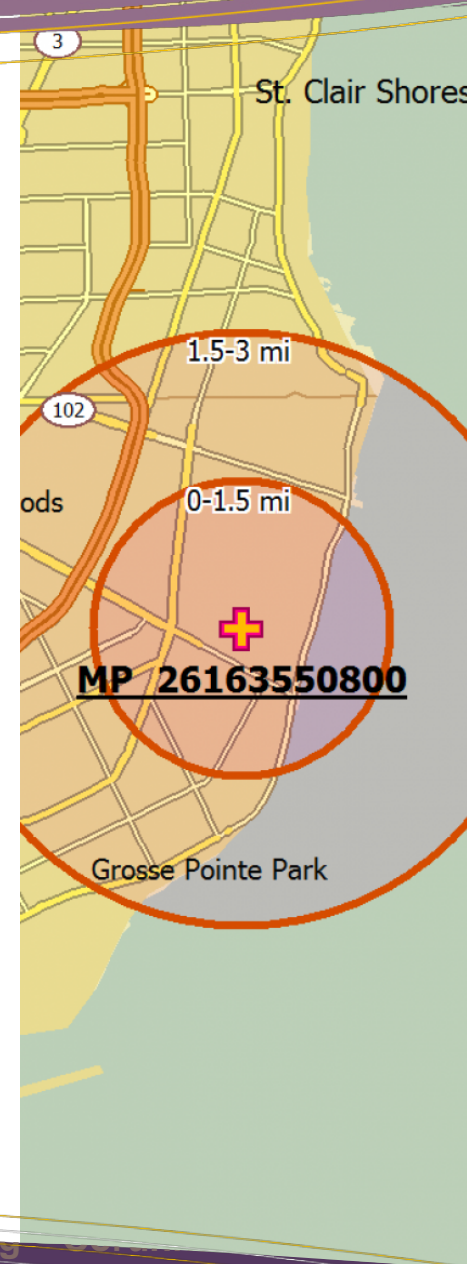 3
St. Clair Shores
1.5-3 mi
102
ods
0-1.5 mi
MP 26163550800
Grosse Pointe Park